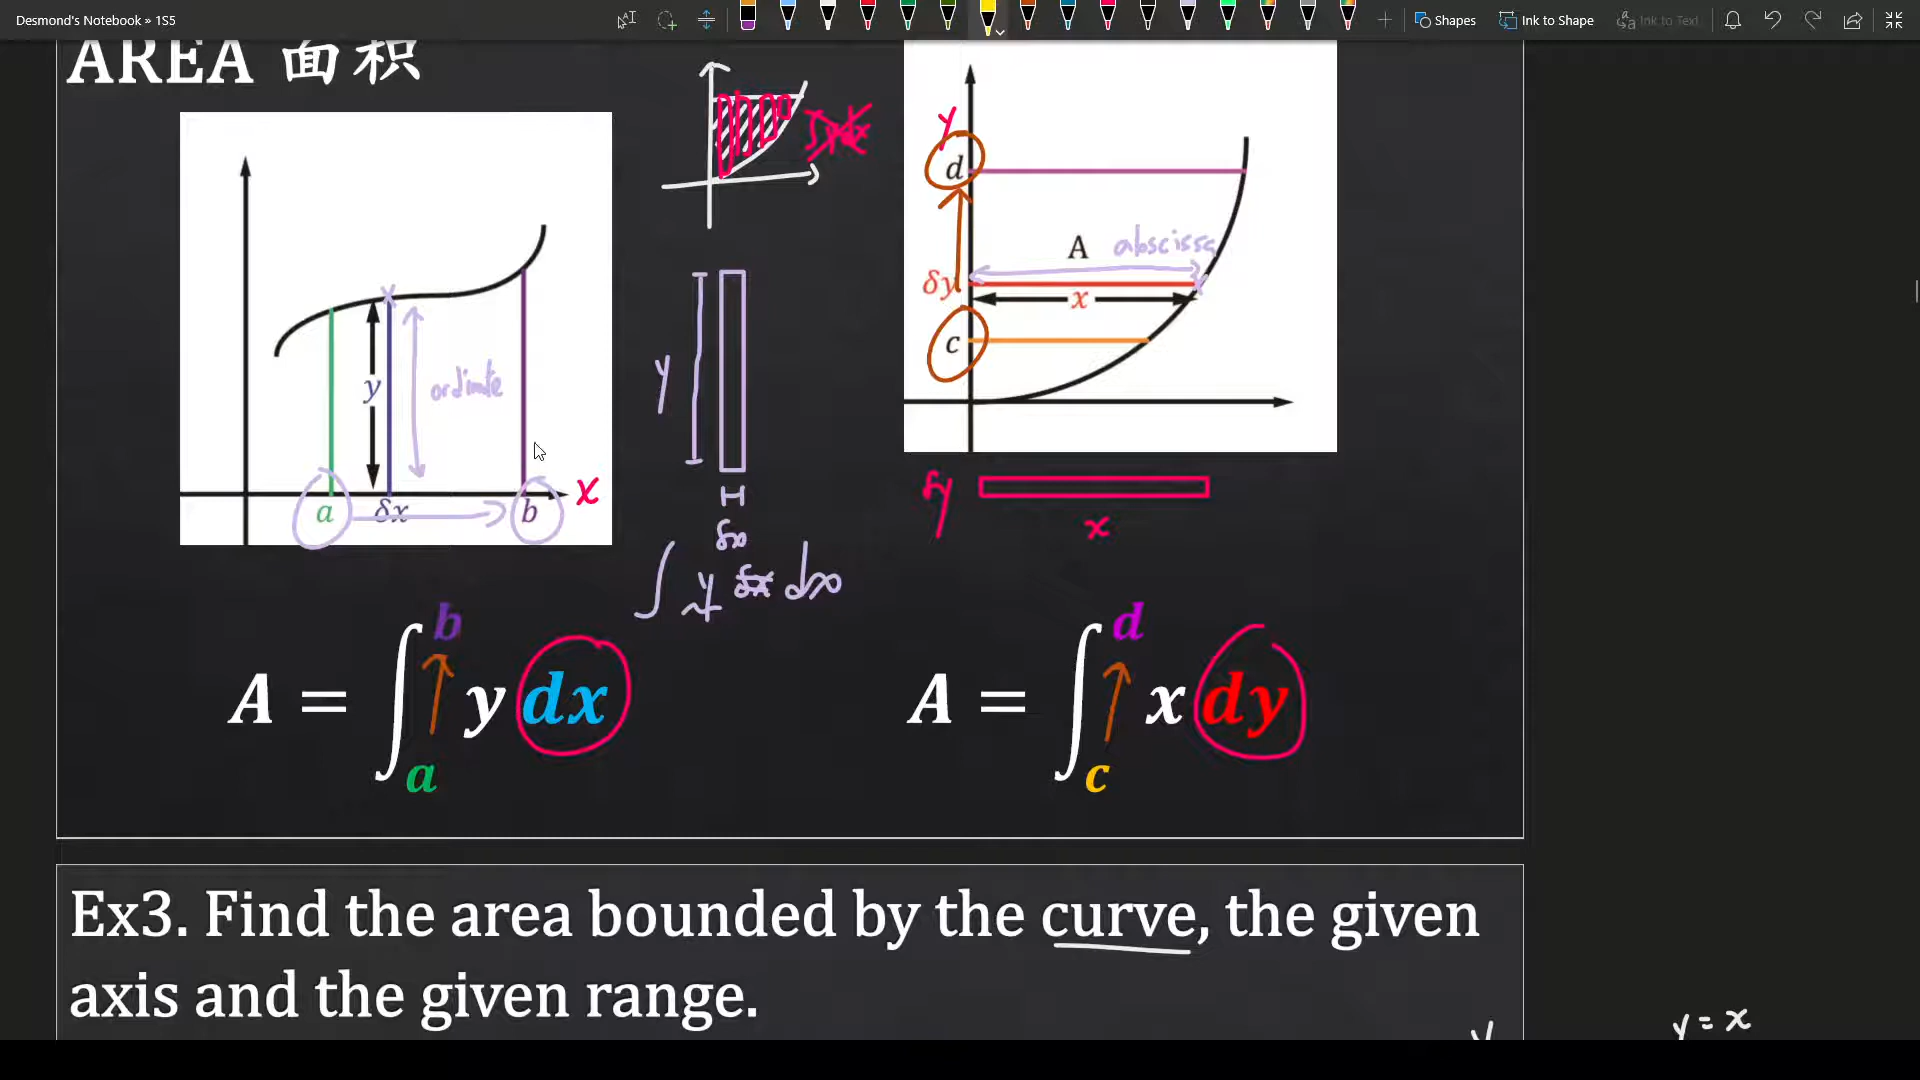 Desmond's Notebook » 1S5
Shapes
Ink to Shape
Ink to Text
AREA 面积
y
d
A
abscissa
δy
x
c
y
ordinate
a
δx
b
x
y
δx
∫ y δx dx
δy
x
A = ∫ b a y dx
A = ∫ d c x dy
Ex3. Find the area bounded by the curve, the given
axis and the given range.
y
y = x